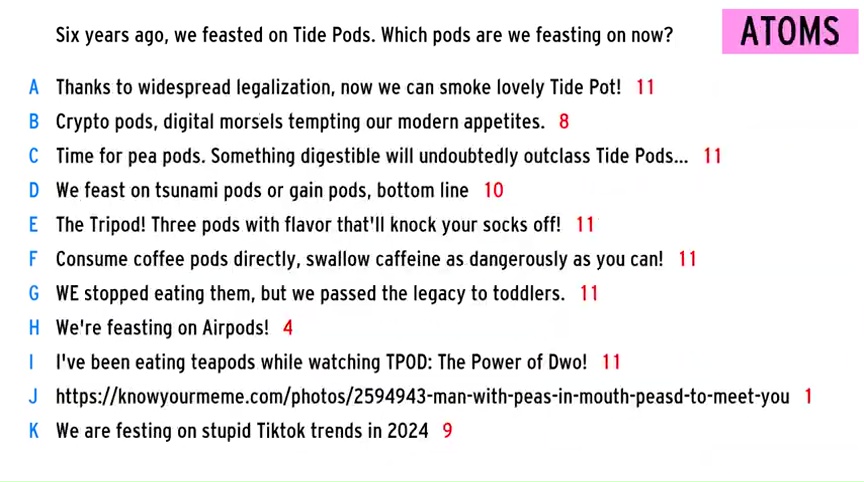 Six years ago, we feasted on Tide Pods. Which pods are we feasting on now?
ATOMS
A Thanks to widespread legalization, now we can smoke lovely Tide Pot! 11
B Crypto pods, digital morsels tempting our modern appetites. 8
C Time for pea pods. Something digestible will undoubtedly outclass Tide Pods... 11
D We feast on tsunami pods or gain pods, bottom line 10
E The Tripod! Three pods with flavor that'll knock your socks off! 11
F Consume coffee pods directly, swallow caffeine as dangerously as you can! 11
G WE stopped eating them, but we passed the legacy to toddlers. 11
H We're feasting on Airpods! 4
I I've been eating teapods while watching TPOD: The Power of Dwo! 11
J https://knowyourmeme.com/photos/2594943-man-with-peas-in-mouth-peasd-to-meet-you 1
K We are festing on stupid Tiktok trends in 2024 9